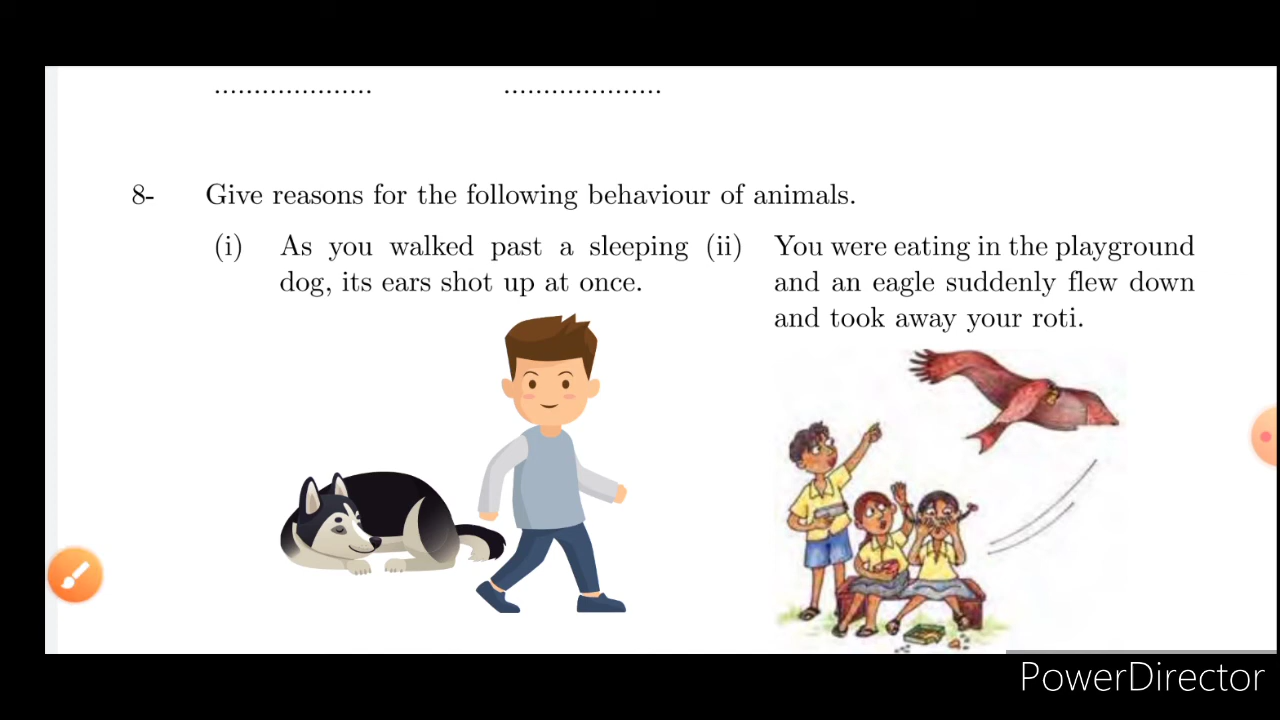 .................... ....................
8- Give reasons for the following behaviour of animals.
(i) As you walked past a sleeping
dog, its ears shot up at once.
(ii) You were eating in the playground
and an eagle suddenly flew down
and took away your roti.
PowerDirector